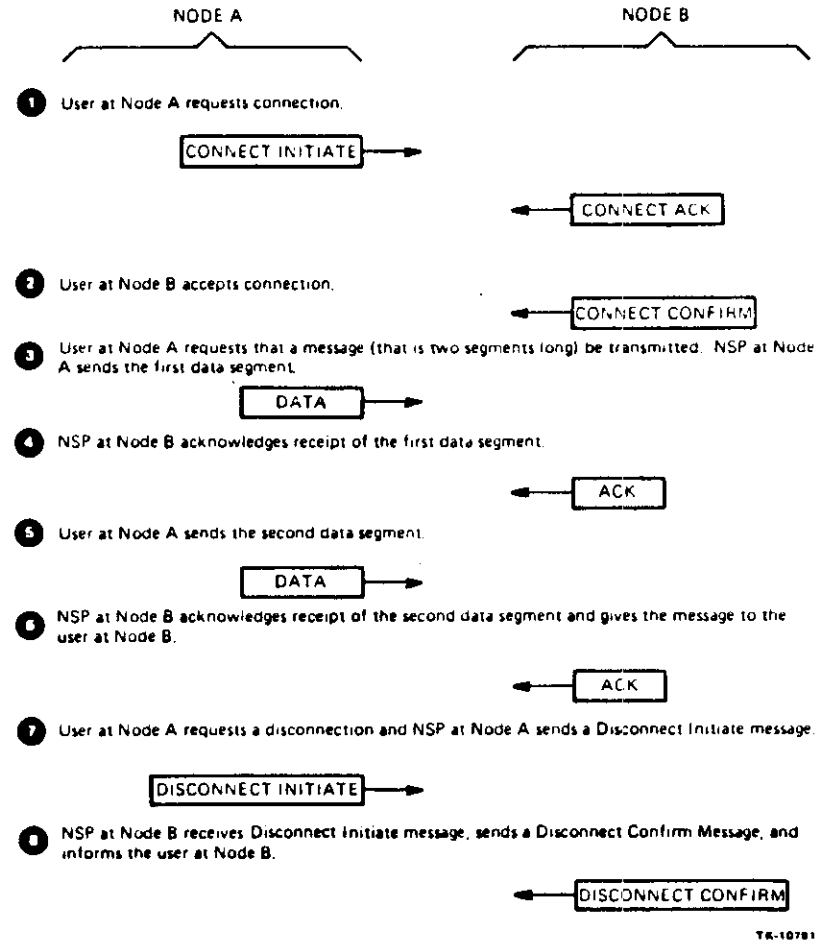 NODE A
NODE B
1 User at Node A requests connection.
CONNECT INITIATE
CONNECT ACK
2 User at Node B accepts connection.
CONNECT CONFIRM
3 User at Node A requests that a message (that is two segments long) be transmitted. NSP at Node
A sends the first data segment.
DATA
4 NSP at Node B acknowledges receipt of the first data segment.
ACK
5 User at Node A sends the second data segment.
DATA
6 NSP at Node B acknowledges receipt of the second data segment and gives the message to the
user at Node B.
ACK
7 User at Node A requests a disconnection and NSP at Node A sends a Disconnect Initiate message.
DISCONNECT INITIATE
8 NSP at Node B receives Disconnect Initiate message, sends a Disconnect Confirm Message, and
informs the user at Node B.
DISCONNECT CONFIRM
TK-10781